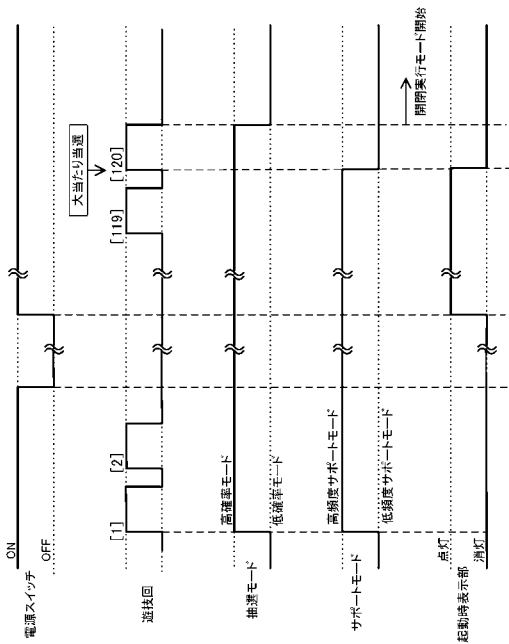 電源スイッチ
ON
OFF
遊技回
[1]
[2]
[119]
[120]
大当たり当選
抽選モード
高確率モード
低確率モード
サポートモード
高頻度サポートモード
低頻度サポートモード
開閉実行モード開始
起動時表示部
点灯
消灯